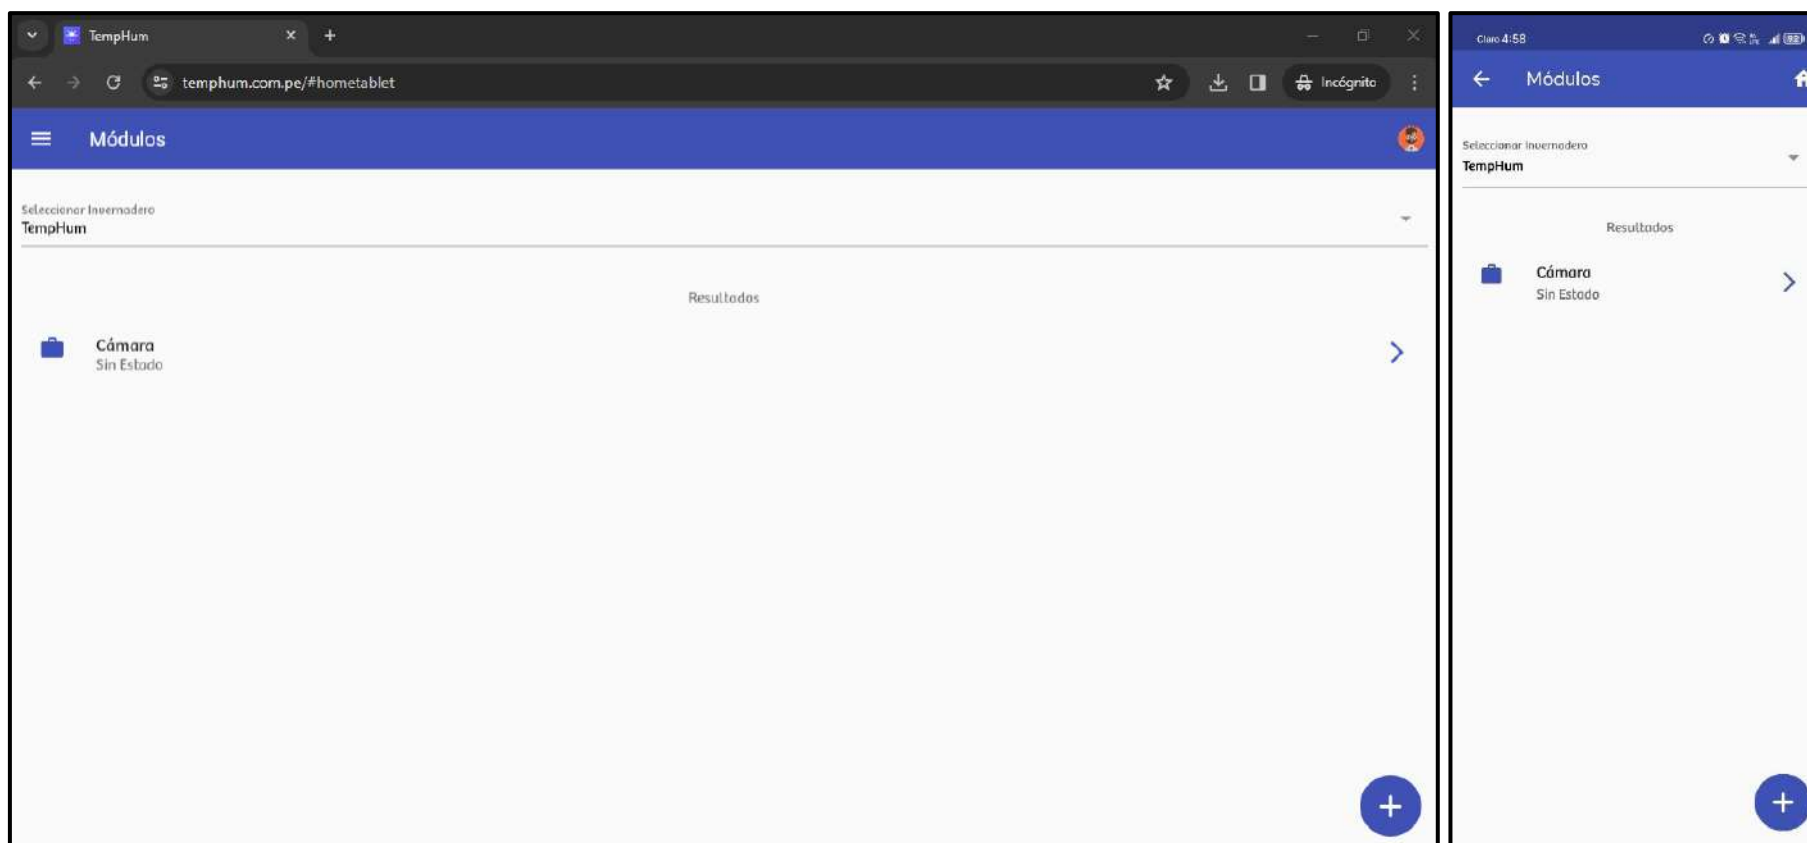 TempHum
temphum.com.pe/#hometablet
Incógnito
Módulos
Seleccionar Invernadero
TempHum
Resultados
Cámara
Sin Estado
Claro 4:58
92
Módulos
Seleccionar Invernadero
TempHum
Resultados
Cámara
Sin Estado